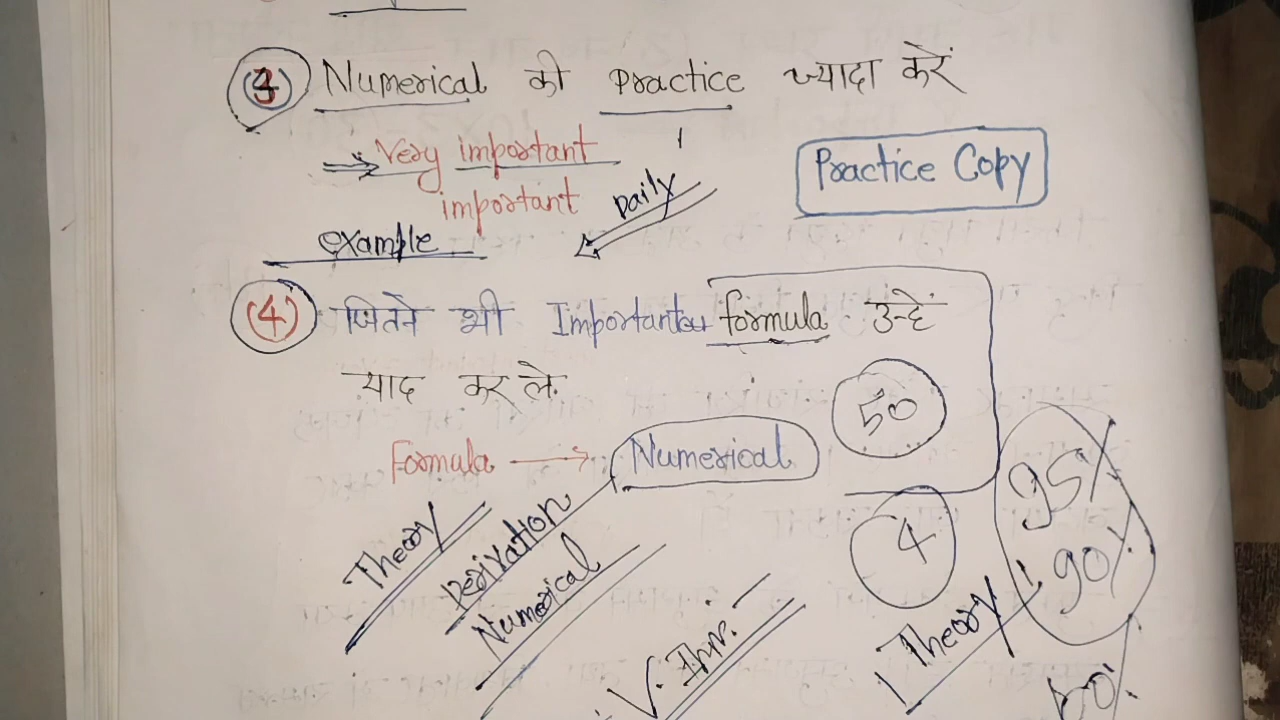 (3) Numerical की Practice ज्यादा करें
⇒ Very important
important
Daily
Practice Copy
example
(4) जितने भी Important formula उन्हें
याद कर ले
50
Formula → Numerical
95%
90%
4
Theory
Derivation
Numerical
Theory
V. Imp.